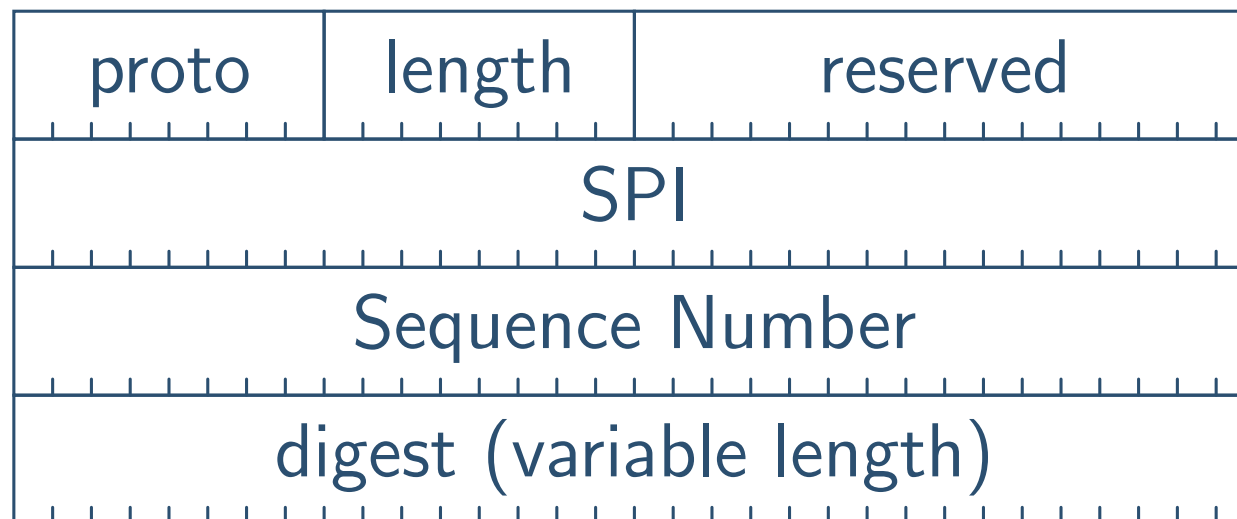 proto length reserved
SPI
Sequence Number
digest (variable length)